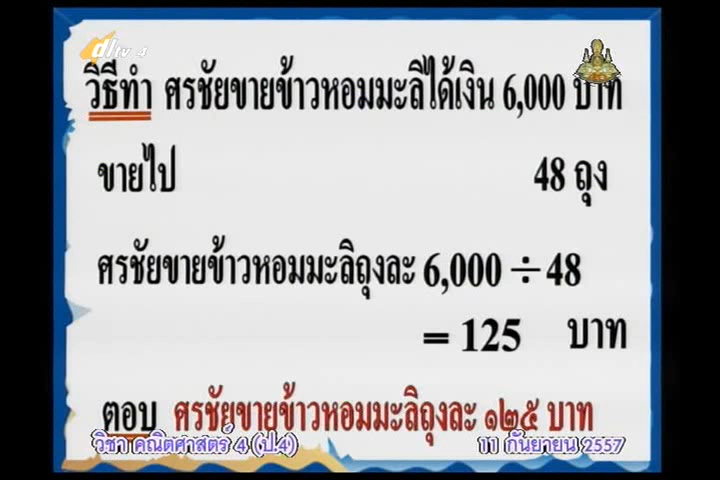 dltv 4
วิธีทำ ศรชัยขายข้าวหอมมะลิได้เงิน 6,000 บาท
ขายไป 48 ถุง
ศรชัยขายข้าวหอมมะลิถุงละ 6,000 ÷ 48
= 125 บาท
ตอบ ศรชัยขายข้าวหอมมะลิถุงละ ๑๒๕ บาท
วิชา คณิตศาสตร์ 4 (ป.4) 11 กันยายน 2557